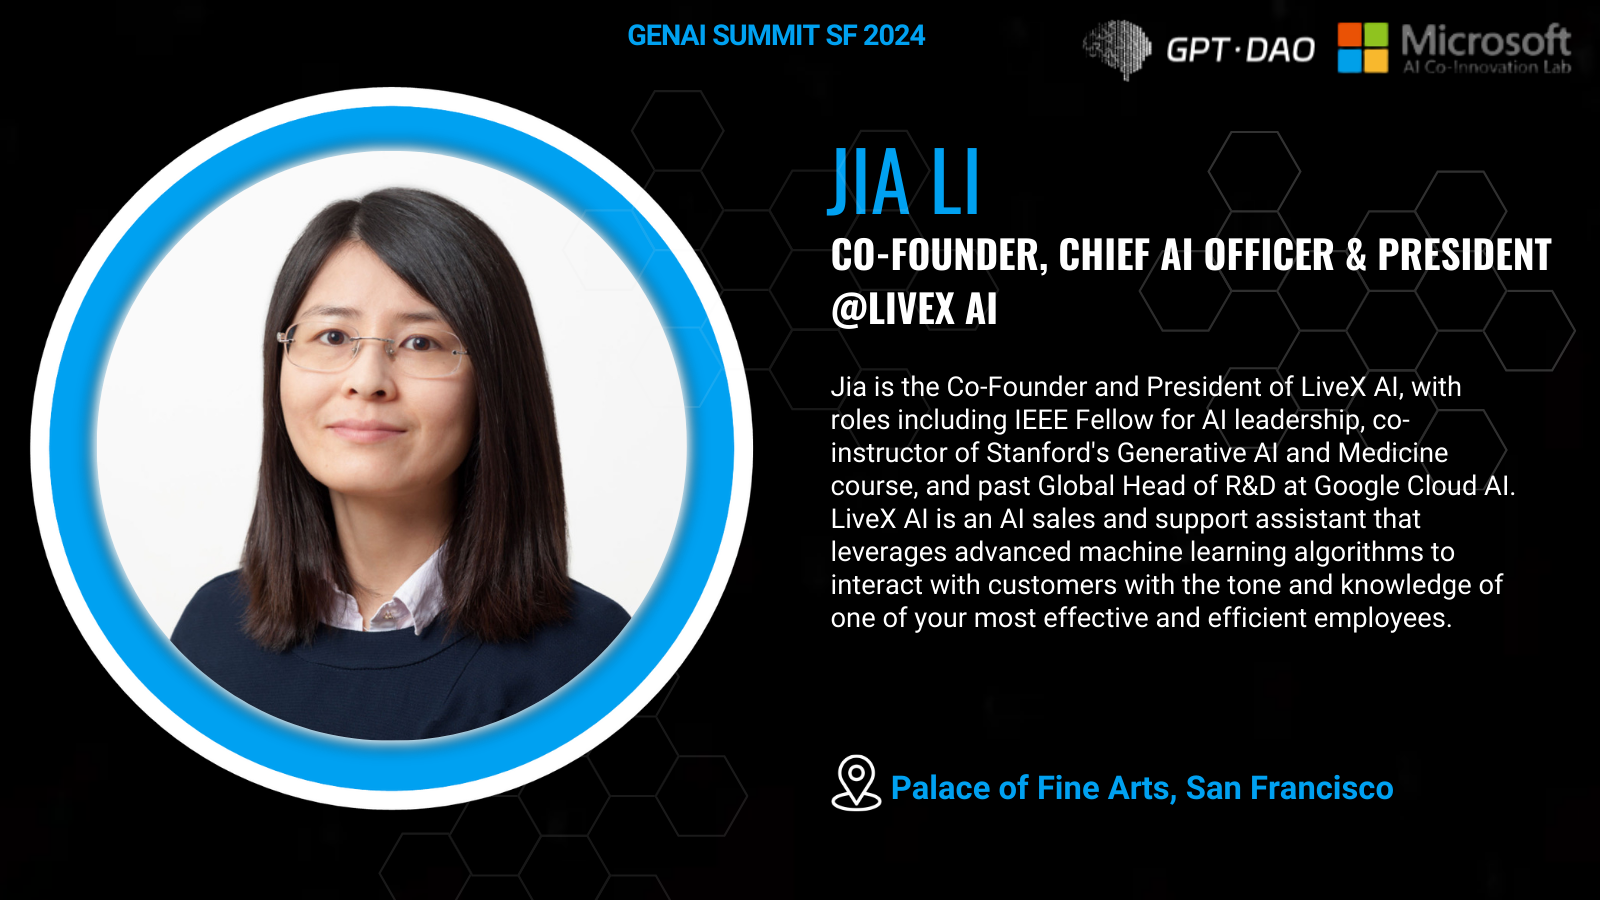 GENAI SUMMIT SF 2024
GPT·DAO
Microsoft
AI Co-Innovation Lab
JIA LI
CO-FOUNDER, CHIEF AI OFFICER & PRESIDENT
@LIVEX AI
Jia is the Co-Founder and President of LiveX AI, with
roles including IEEE Fellow for AI leadership, co-
instructor of Stanford's Generative AI and Medicine
course, and past Global Head of R&D at Google Cloud AI.
LiveX AI is an AI sales and support assistant that
leverages advanced machine learning algorithms to
interact with customers with the tone and knowledge of
one of your most effective and efficient employees.
Palace of Fine Arts, San Francisco